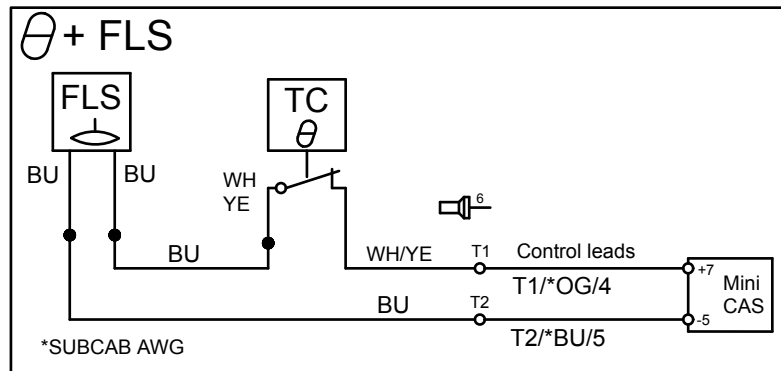 θ + FLS
FLS
TC
θ
BU
BU
WH
YE
6
BU
WH/YE
T1
Control leads
+7
T1/*OG/4
Mini
CAS
BU
T2
-5
T2/*BU/5
*SUBCAB AWG